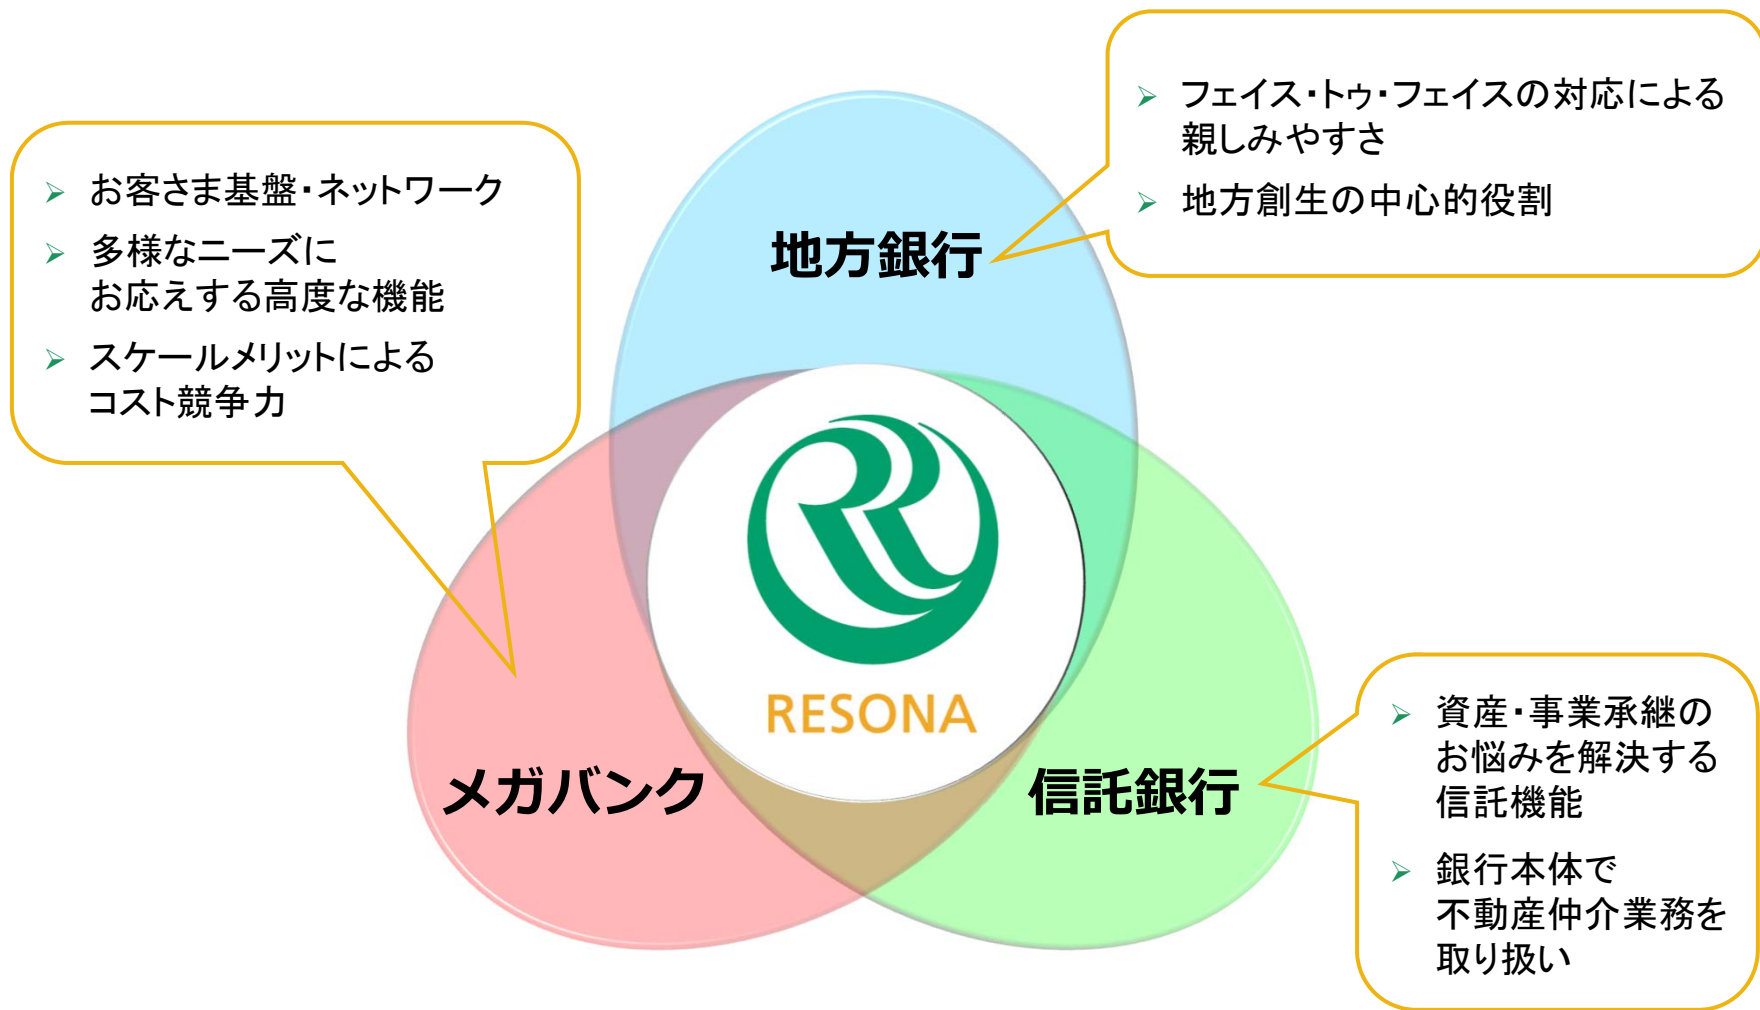 お客さま基盤・ネットワーク
多様なニーズに
お応えする高度な機能
スケールメリットによる
コスト競争力
フェイス・トゥ・フェイスの対応による
親しみやすさ
地方創生の中心的役割
地方銀行
RESONA
メガバンク
信託銀行
資産・事業承継の
お悩みを解決する
信託機能
銀行本体で
不動産仲介業務を
取り扱い